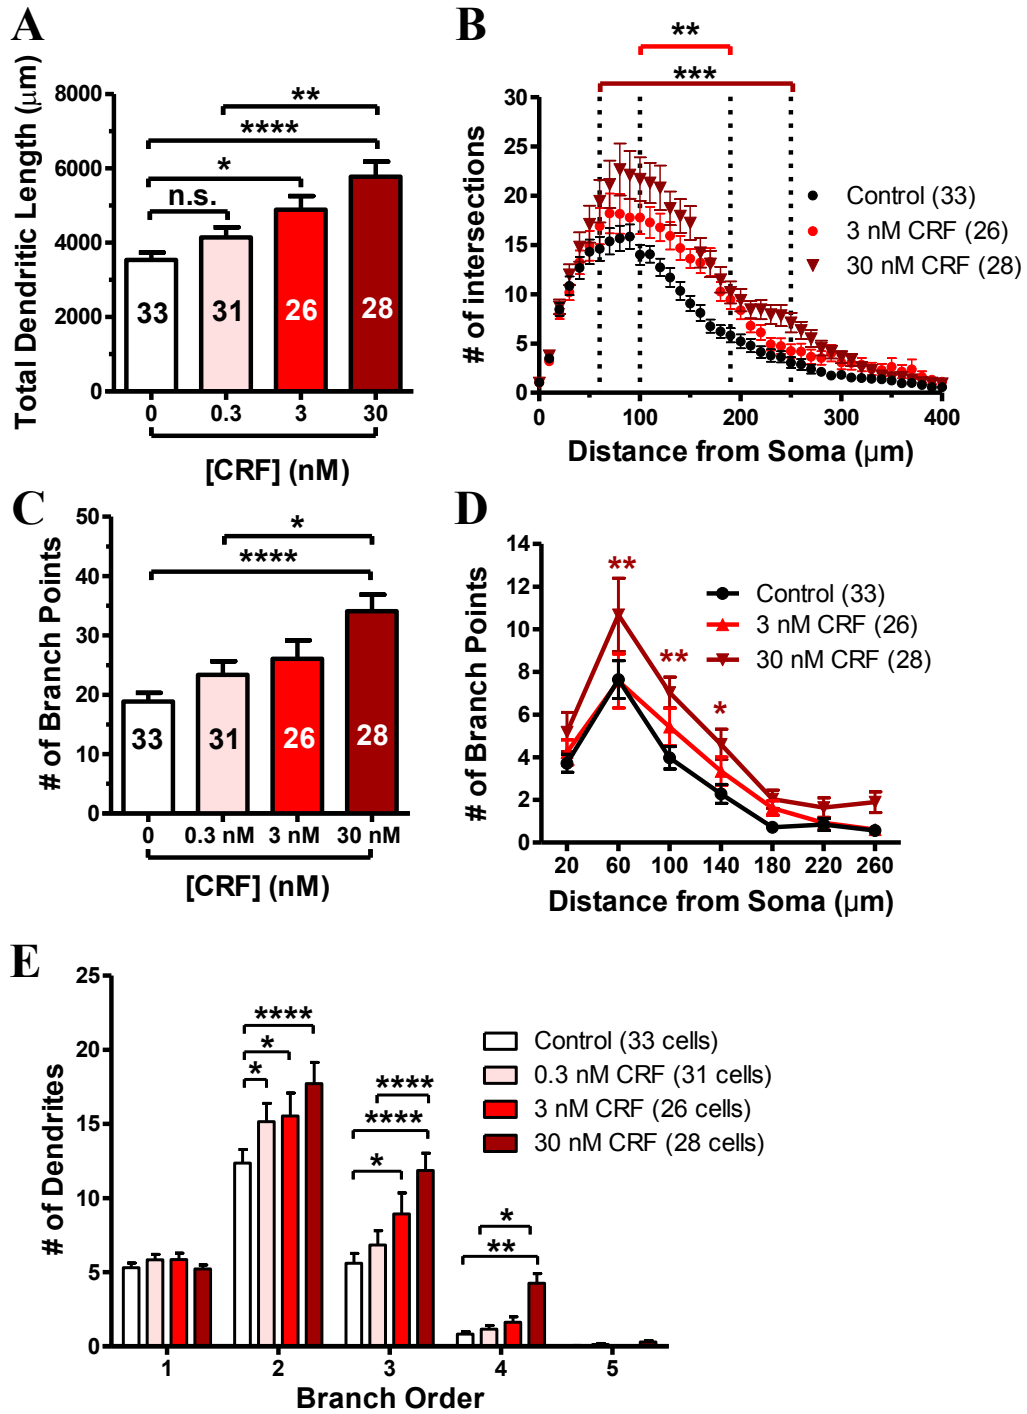 A
Total Dendritic Length (μm)
8000
6000
4000
2000
0
**
****
*
n.s.
33
31
26
28
0
0.3
3
30
[CRF] (nM)
B
**
***
# of intersections
30
25
20
15
10
5
0
Control (33)
3 nM CRF (26)
30 nM CRF (28)
0
100
200
300
400
Distance from Soma (μm)
C
# of Branch Points
50
40
30
20
10
0
*
****
33
31
26
28
0
0.3 nM
3 nM
30 nM
[CRF] (nM)
D
# of Branch Points
14
12
10
8
6
4
2
0
**
**
*
Control (33)
3 nM CRF (26)
30 nM CRF (28)
20
60
100
140
180
220
260
Distance from Soma (μm)
E
# of Dendrites
25
20
15
10
5
0
****
*
*
****
****
*
*
**
Control (33 cells)
0.3 nM CRF (31 cells)
3 nM CRF (26 cells)
30 nM CRF (28 cells)
1
2
3
4
5
Branch Order